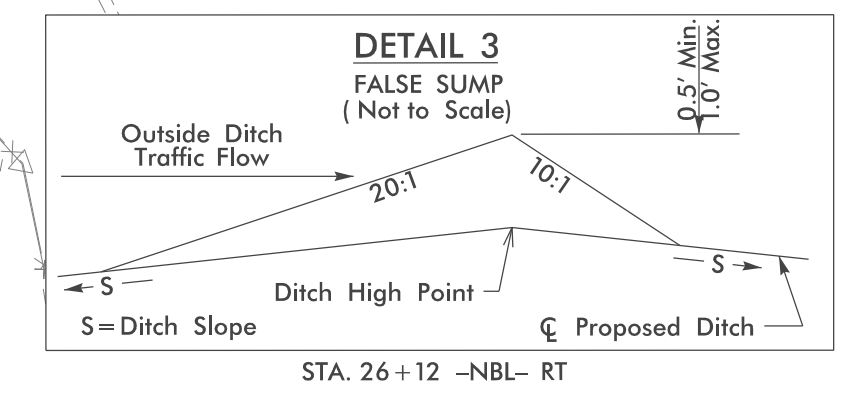 DETAIL 3
FALSE SUMP
( Not to Scale)
0.5' Min.
1.0' Max.
Outside Ditch
Traffic Flow
20:1
10:1
S
S
Ditch High Point
S=Ditch Slope
℄ Proposed Ditch
STA. 26+12 -NBL- RT